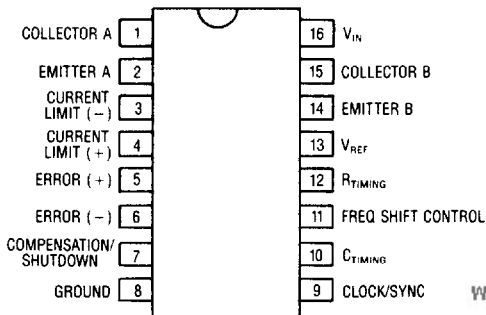 COLLECTOR A 1
EMITTER A 2
CURRENT
LIMIT (−) 3
CURRENT
LIMIT (+) 4
ERROR (+) 5
ERROR (−) 6
COMPENSATION/
SHUTDOWN 7
GROUND 8
16 VIN
15 COLLECTOR B
14 EMITTER B
13 VREF
12 RTIMING
11 FREQ SHIFT CONTROL
10 CTIMING
9 CLOCK/SYNC
W